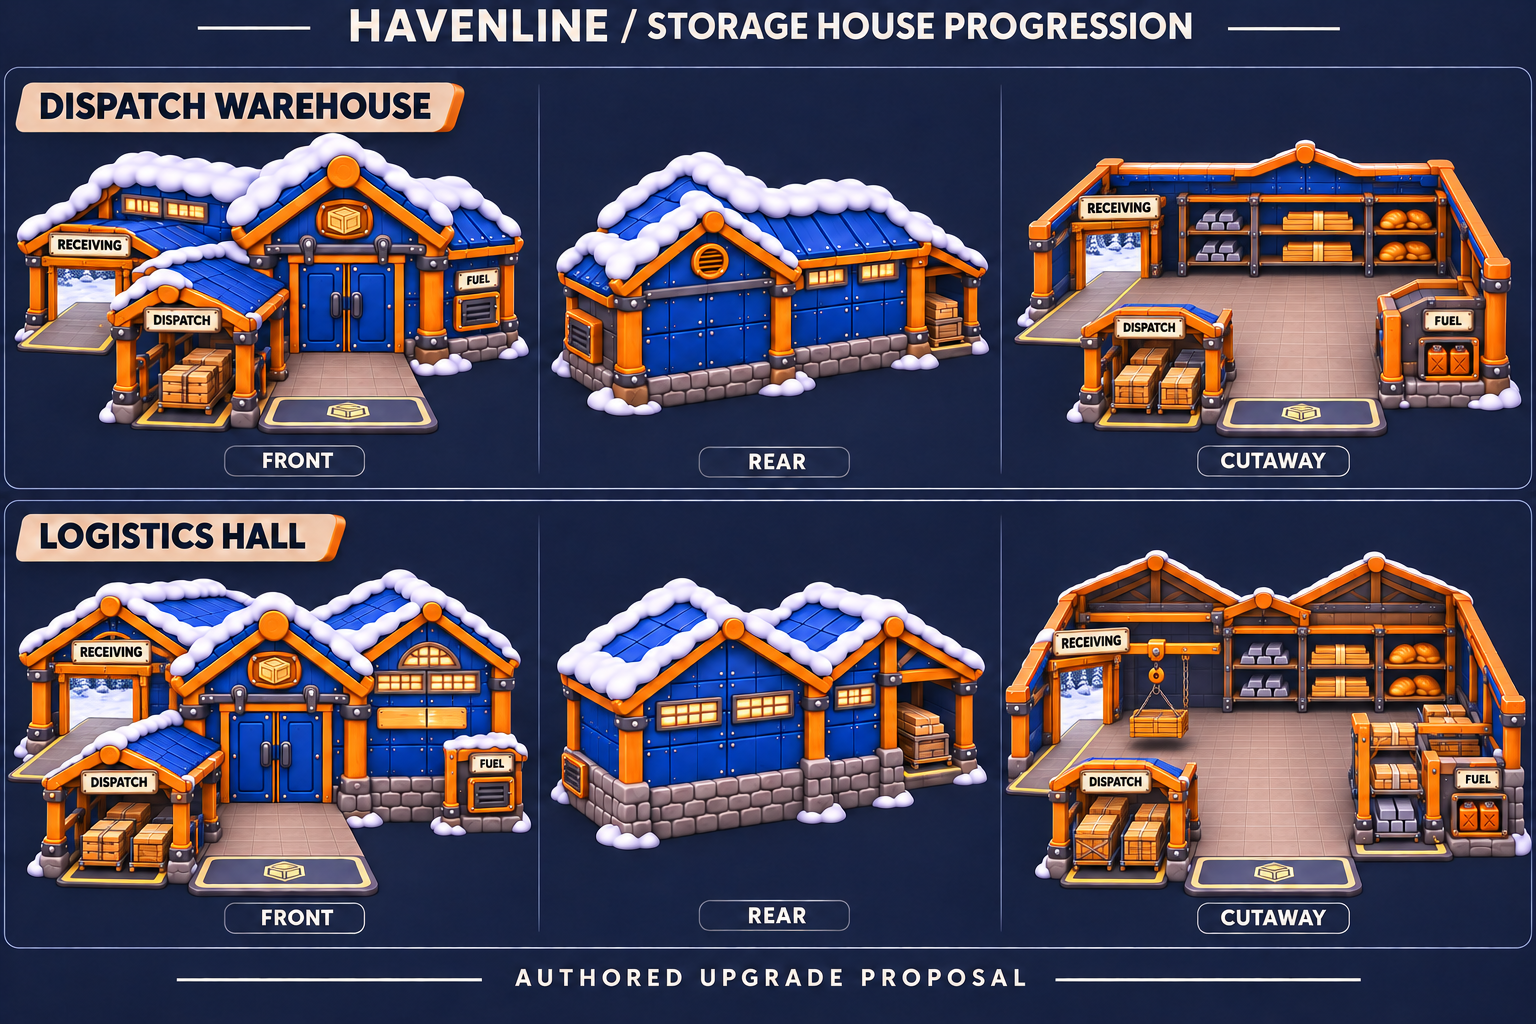 HAVENLINE / STORAGE HOUSE PROGRESSION
DISPATCH WAREHOUSE
RECEIVING
DISPATCH
FUEL
FRONT
REAR
RECEIVING
DISPATCH
FUEL
CUTAWAY
LOGISTICS HALL
RECEIVING
DISPATCH
FUEL
FRONT
REAR
RECEIVING
DISPATCH
FUEL
CUTAWAY
AUTHORED UPGRADE PROPOSAL